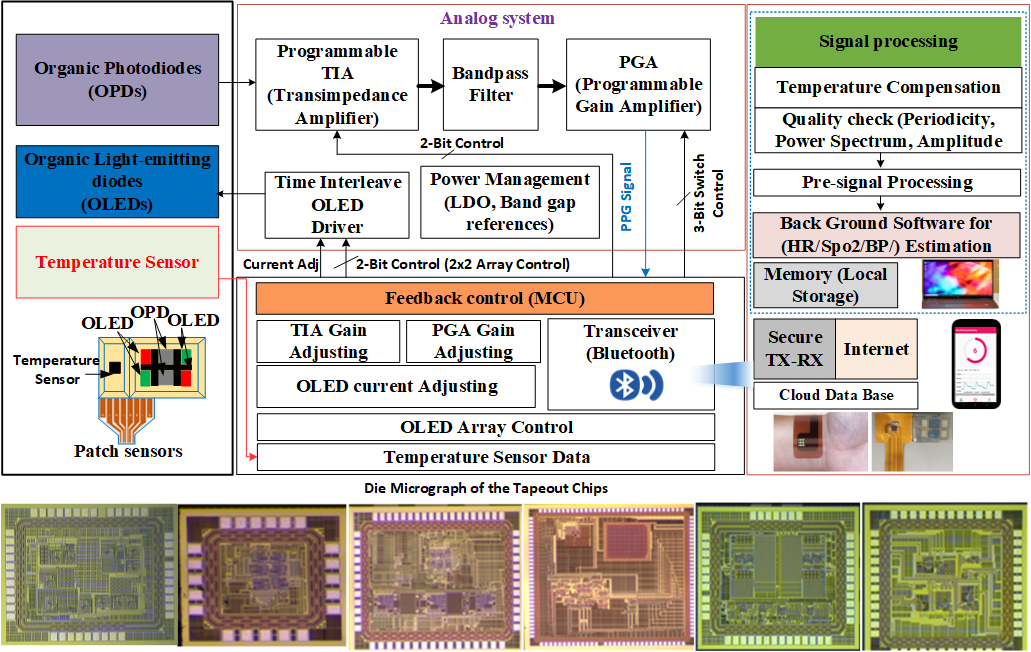 Organic Photodiodes
(OPDs)
Organic Light-emitting
diodes
(OLEDs)
Temperature Sensor
OPD
OLED
OLED
Temperature
Sensor
Patch sensors
Analog system
Programmable
TIA
(Transimpedance
Amplifier)
Bandpass
Filter
PGA
(Programmable
Gain Amplifier)
2-Bit Control
Time Interleave
OLED
Driver
Power Management
(LDO, Band gap
references)
PPG Signal
3-Bit Switch
Control
Current Adj
2-Bit Control (2x2 Array Control)
Feedback control (MCU)
TIA Gain
Adjusting
PGA Gain
Adjusting
Transceiver
(Bluetooth)
OLED current Adjusting
OLED Array Control
Temperature Sensor Data
Signal processing
Temperature Compensation
Quality check (Periodicity,
Power Spectrum, Amplitude
Pre-signal Processing
Back Ground Software for
(HR/Spo2/BP/) Estimation
Memory (Local
Storage)
Secure
TX-RX
Internet
6
Cloud Data Base
Die Micrograph of the Tapeout Chips